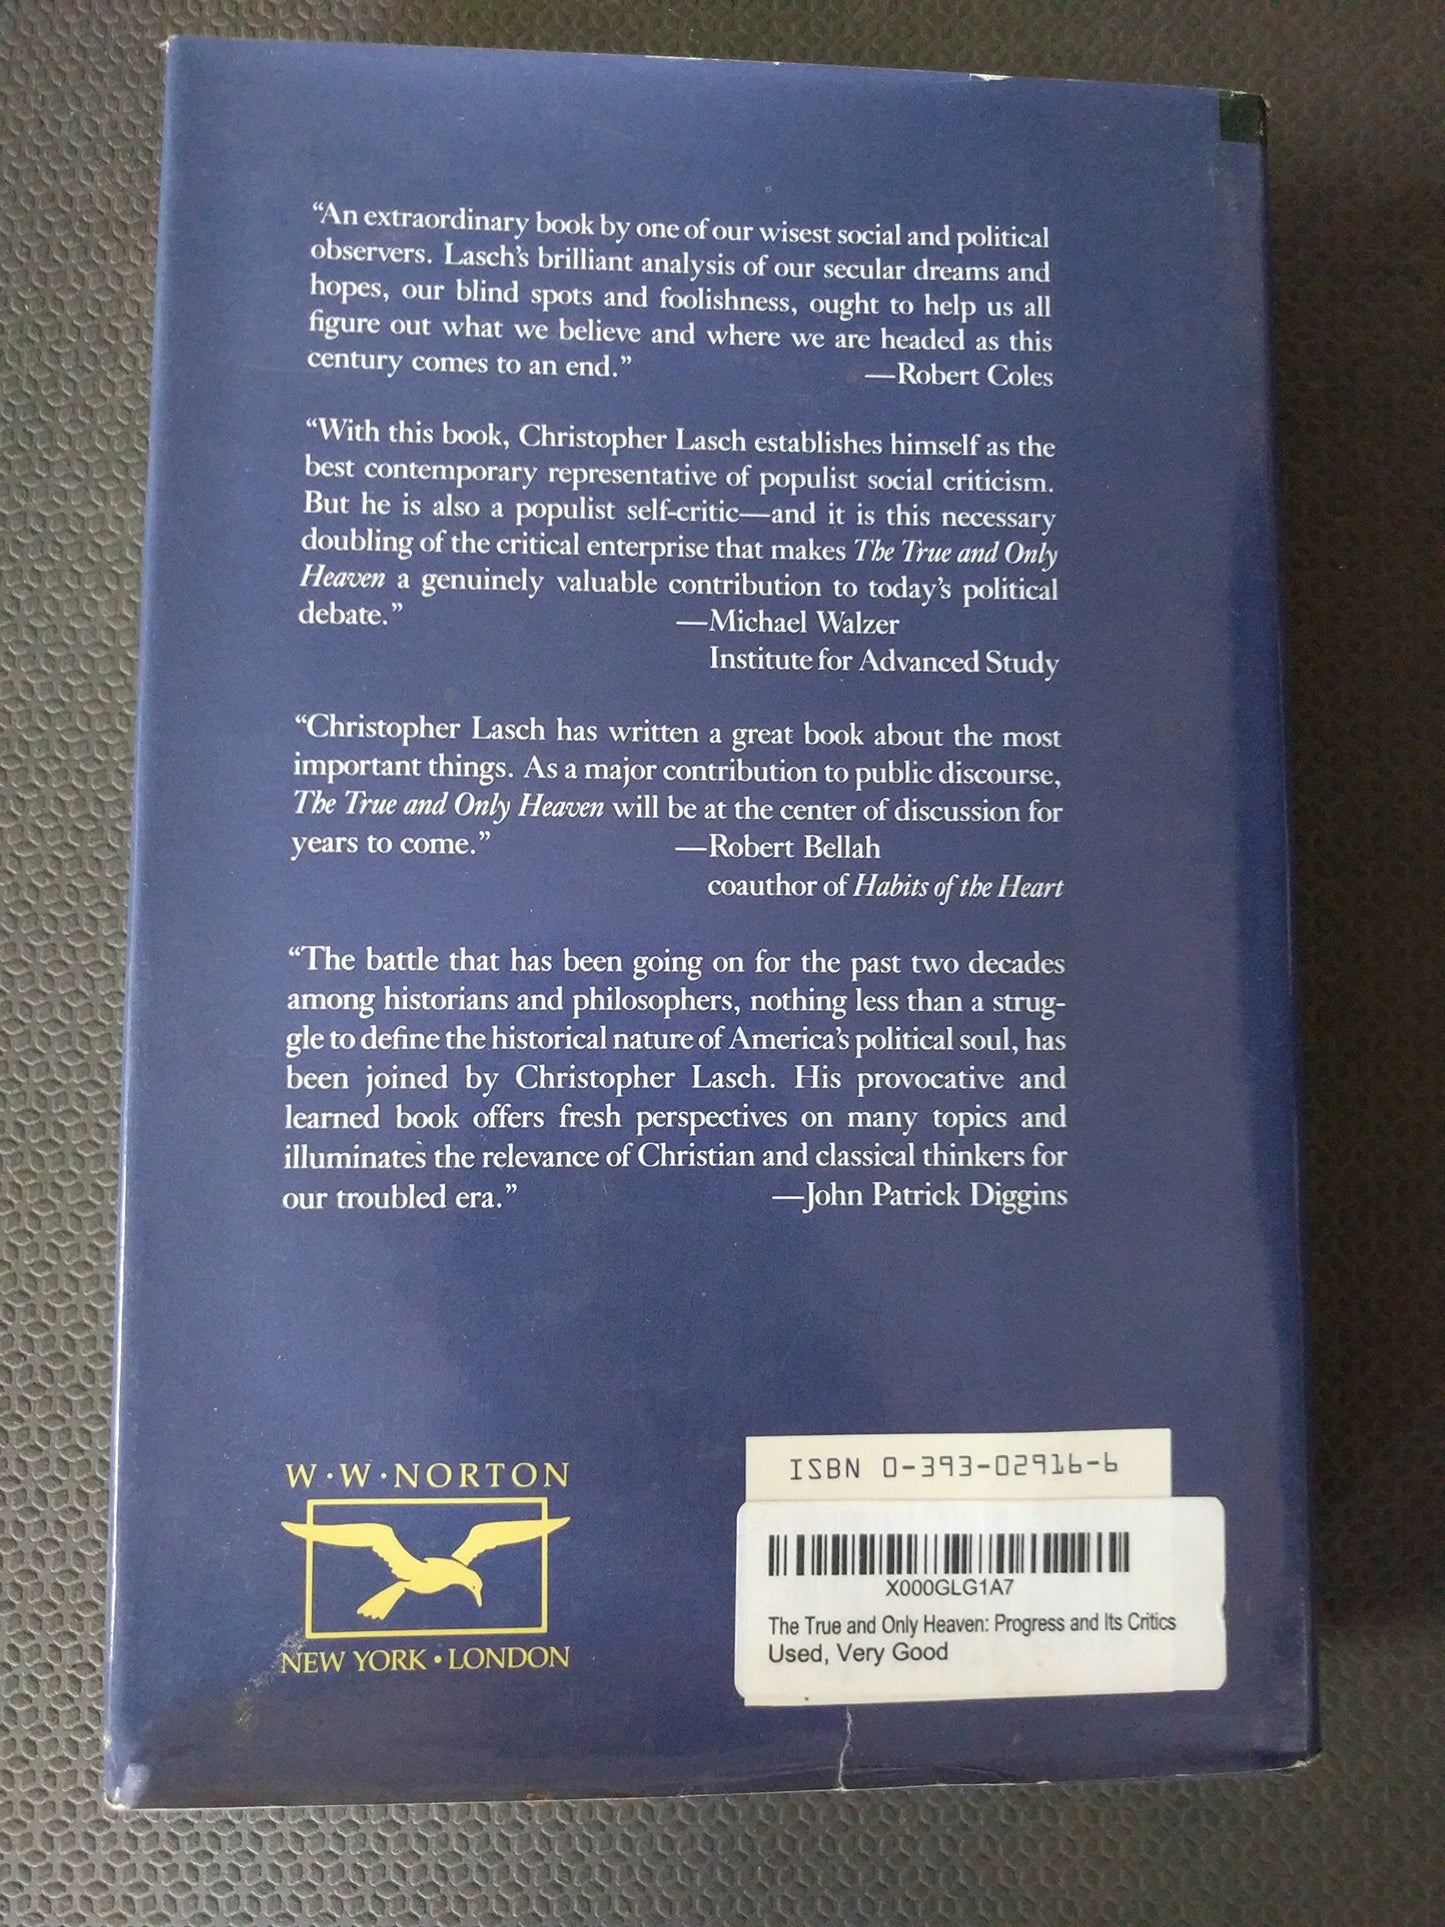 “An extraordinary book by one of our wisest social and political
observers. Lasch’s brilliant analysis of our secular dreams and
hopes, our blind spots and foolishness, ought to help us all
figure out what we believe and where we are headed as this
century comes to an end.” —Robert Coles
“With this book, Christopher Lasch establishes himself as the
best contemporary representative of populist social criticism.
But he is also a populist self-critic—and it is this necessary
doubling of the critical enterprise that makes The True and Only
Heaven a genuinely valuable contribution to today’s political
debate.” —Michael Walzer
Institute for Advanced Study
“Christopher Lasch has written a great book about the most
important things. As a major contribution to public discourse,
The True and Only Heaven will be at the center of discussion for
years to come.” —Robert Bellah
coauthor of Habits of the Heart
“The battle that has been going on for the past two decades
among historians and philosophers, nothing less than a strug-
gle to define the historical nature of America’s political soul, has
been joined by Christopher Lasch. His provocative and
learned book offers fresh perspectives on many topics and
illuminates the relevance of Christian and classical thinkers for
our troubled era.” —John Patrick Diggins
W·W·NORTON
NEW YORK • LONDON
ISBN 0-393-02916-6
X000GLG1A7
The True and Only Heaven: Progress and Its Critics
Used, Very Good